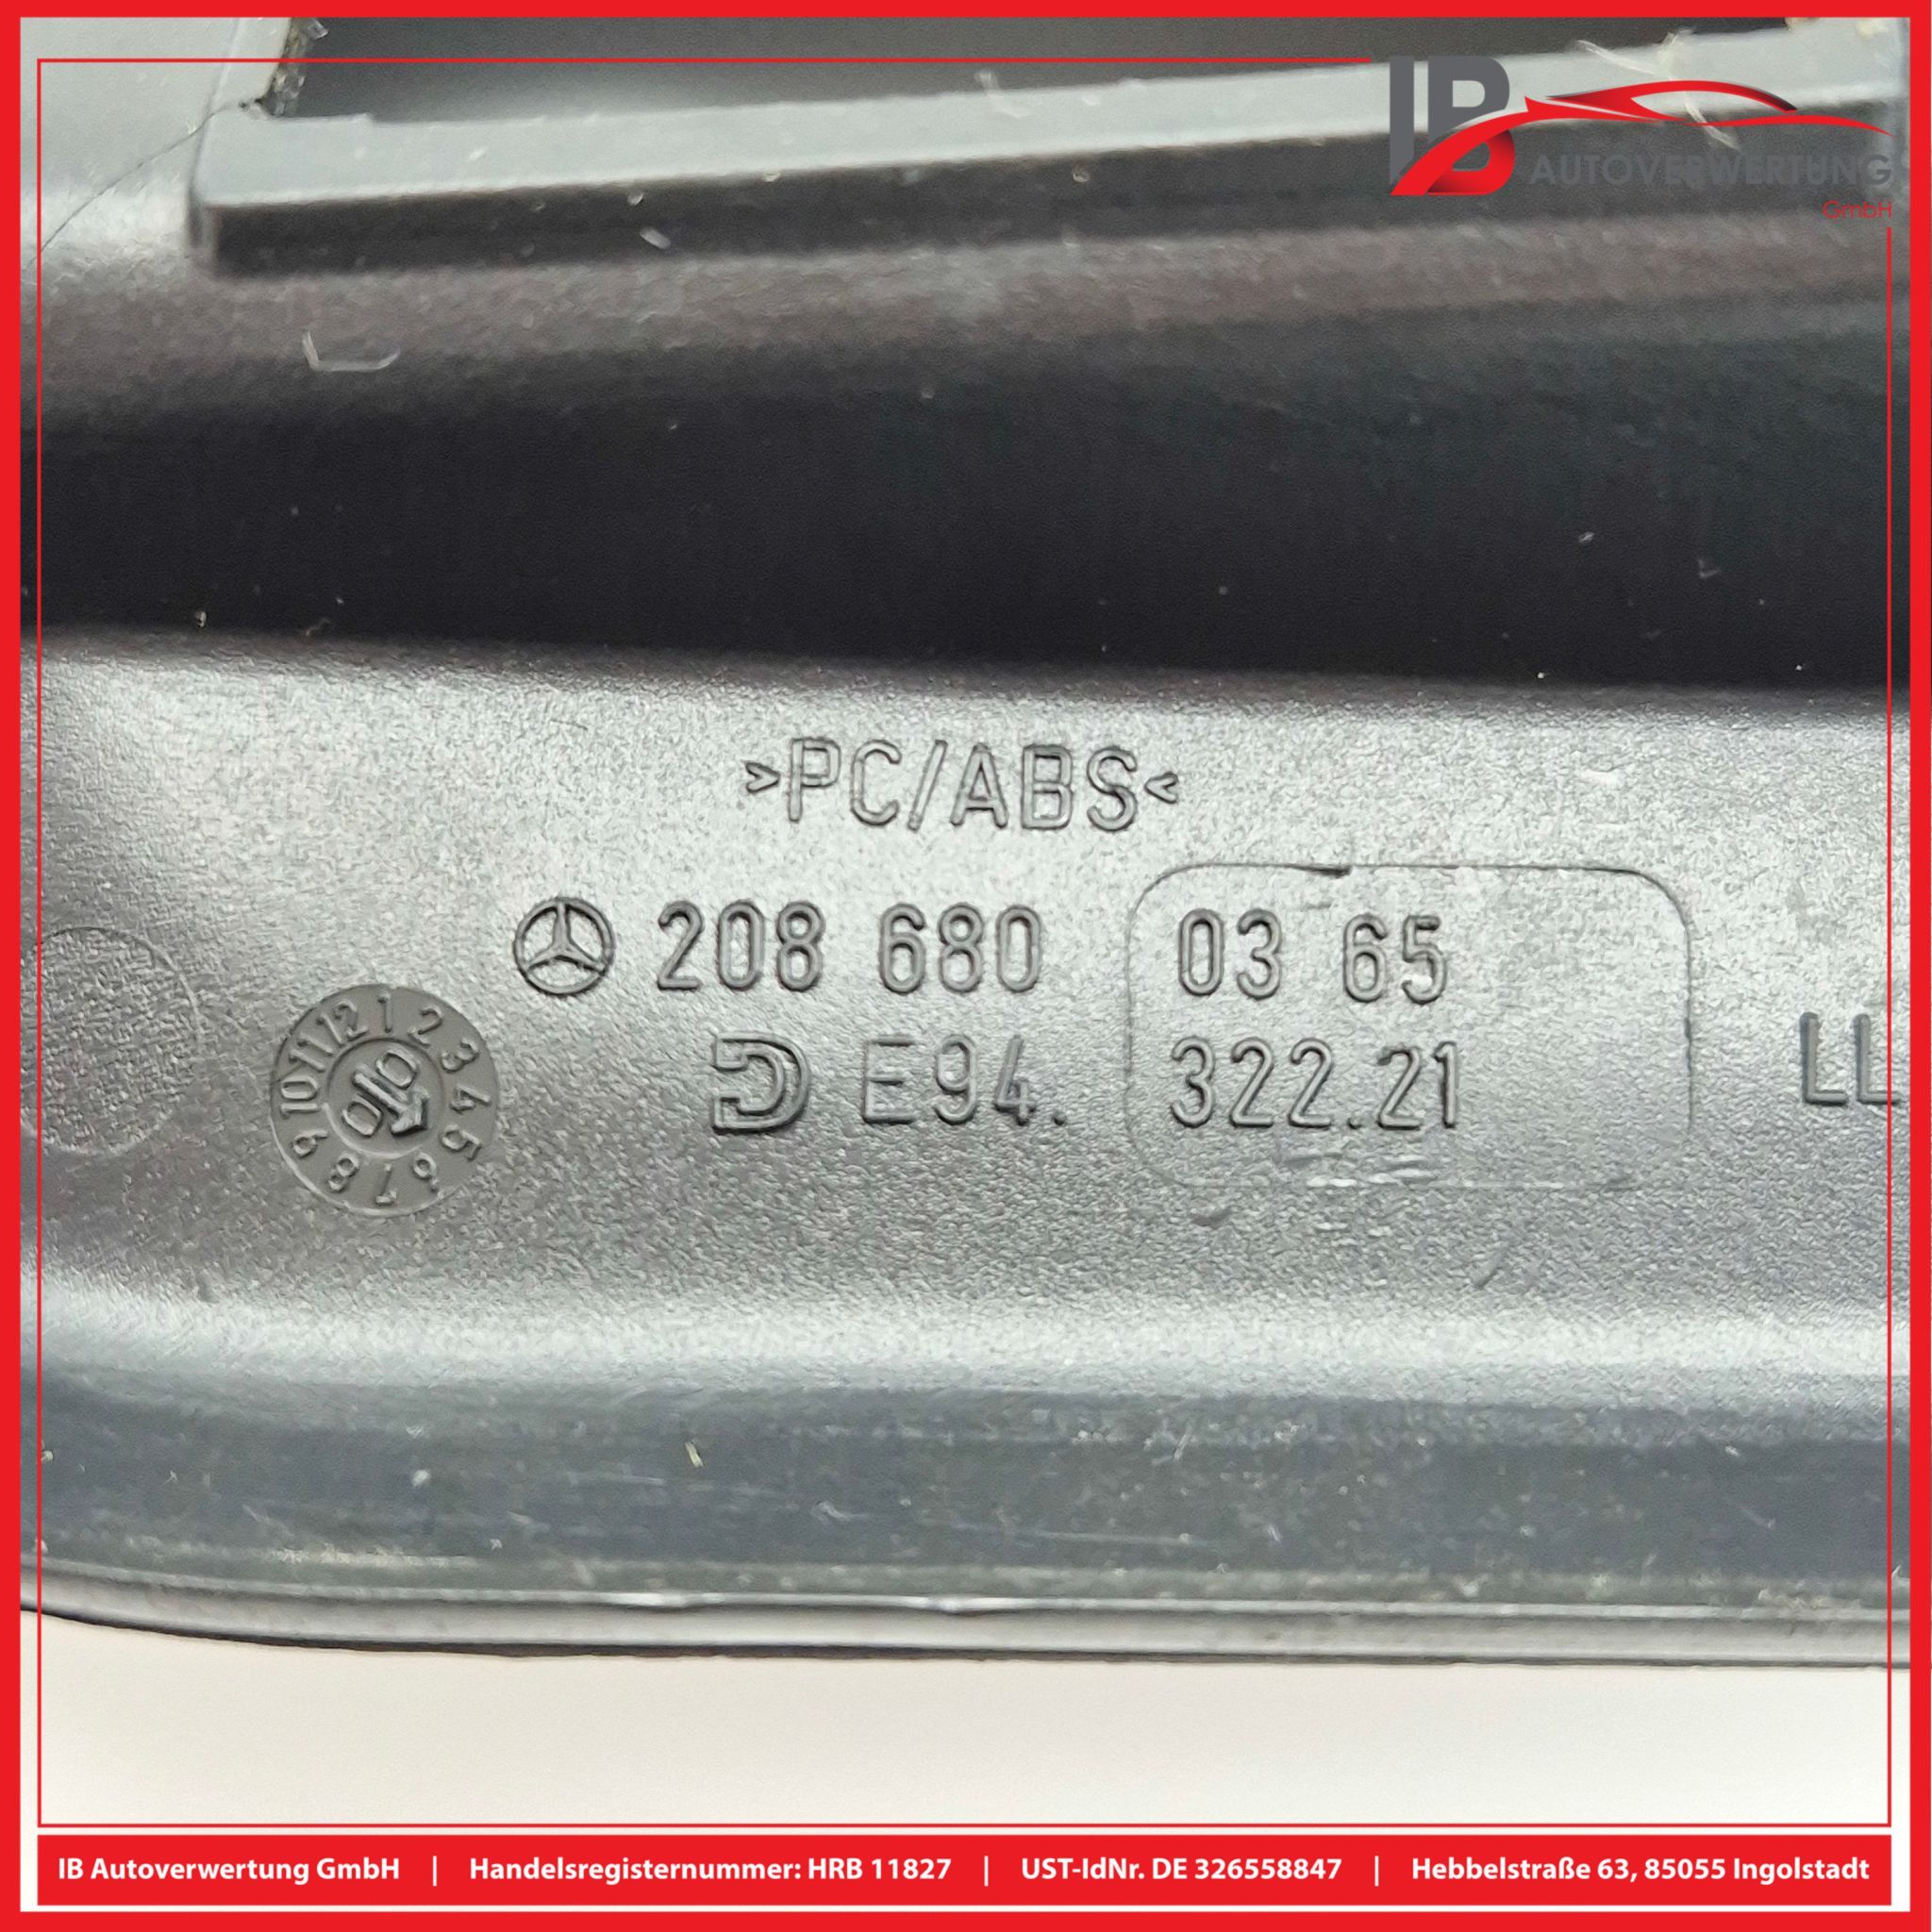 IB
AUTOVERWERTUNG
GmbH
>PC/ABS<
208 680 03 65
E94. 322.21
LL
1 2 3 4 5 6 7 8 9 10 11 12
IB Autoverwertung GmbH | Handelsregisternummer: HRB 11827 | UST-IdNr. DE 326558847 | Hebbelstraße 63, 85055 Ingolstadt